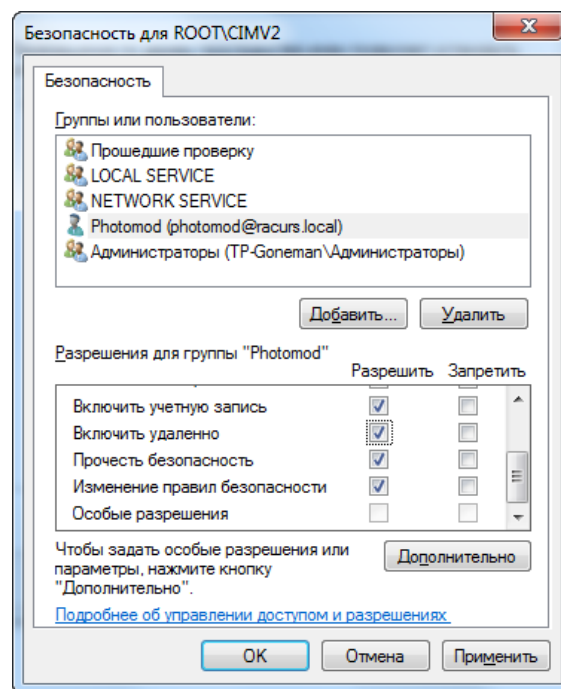 Безопасность для ROOT\CIMV2
Безопасность
Группы или пользователи:
Прошедшие проверку
LOCAL SERVICE
NETWORK SERVICE
Photomod (photomod@racurs.local)
Администраторы (TP-Goneman\Администраторы)
Добавить... Удалить
Разрешения для группы "Photomod"
Разрешить Запретить
Включить учетную запись
Включить удаленно
Прочесть безопасность
Изменение правил безопасности
Особые разрешения
Чтобы задать особые разрешения или
параметры, нажмите кнопку
"Дополнительно".
Дополнительно
Подробнее об управлении доступом и разрешениях
OK Отмена Применить